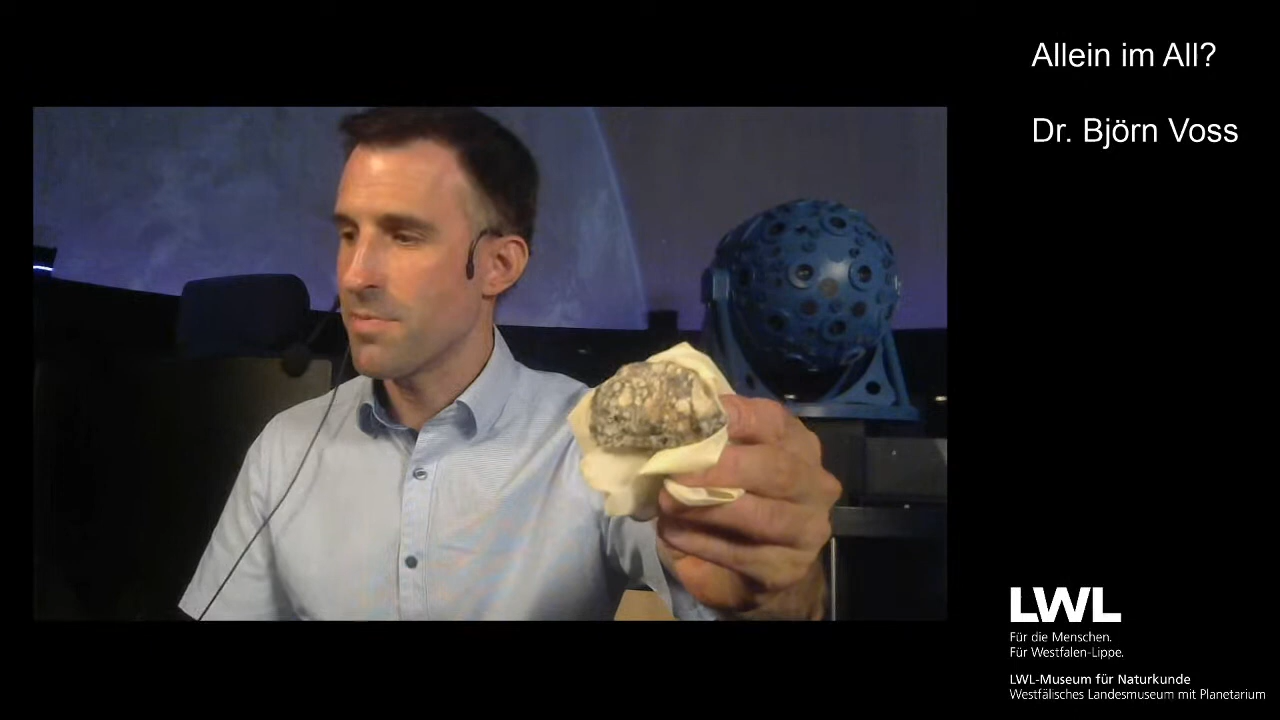 Allein im All?
Dr. Björn Voss
LWL
Für die Menschen.
Für Westfalen-Lippe.
LWL-Museum für Naturkunde
Westfälisches Landesmuseum mit Planetarium